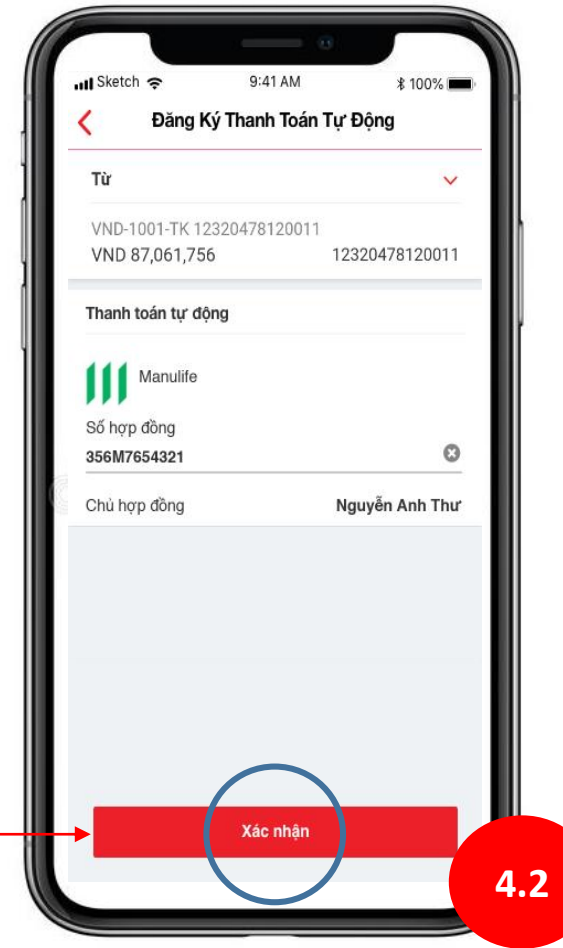 Sketch 9:41 AM 100%
Đăng Ký Thanh Toán Tự Động
Từ
VND-1001-TK 12320478120011
VND 87,061,756 12320478120011
Thanh toán tự động
Manulife
Số hợp đồng
356M7654321
Chủ hợp đồng Nguyễn Anh Thư
Xác nhận
4.2